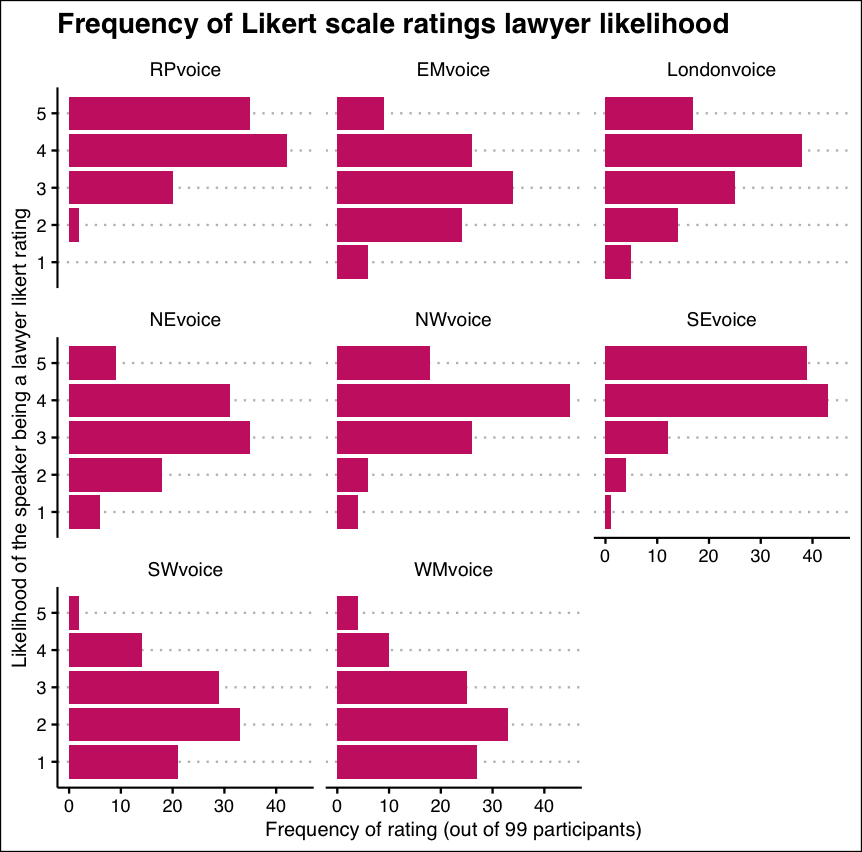 Frequency of Likert scale ratings lawyer likelihood
RPvoice
EMvoice
Londonvoice
5
4
3
2
1
NEvoice
NWvoice
SEvoice
5
4
3
2
1
0 10 20 30 40
SWvoice
WMvoice
5
4
3
2
1
0 10 20 30 40
0 10 20 30 40
Likelihood of the speaker being a lawyer likert rating
Frequency of rating (out of 99 participants)